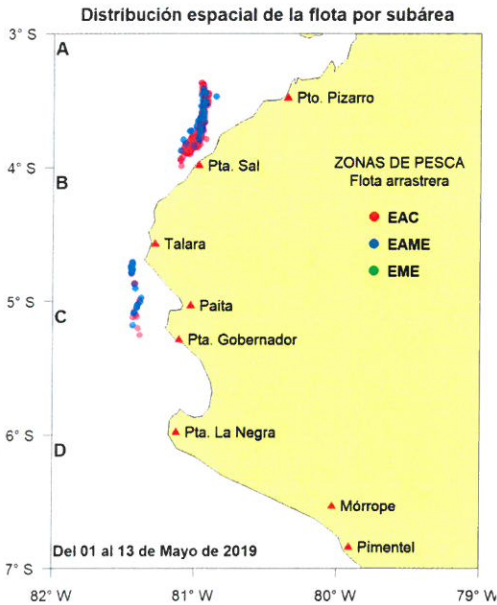 Distribución espacial de la flota por subárea
3° S
A
Pto. Pizarro
ZONAS DE PESCA
Flota arrastrera
4° S
Pta. Sal
B
EAC
Talara
EAME
EME
5° S
Paita
C
Pta. Gobernador
6° S
Pta. La Negra
D
Mórrope
Del 01 al 13 de Mayo de 2019
Pimentel
7° S
82° W
81° W
80° W
79° W